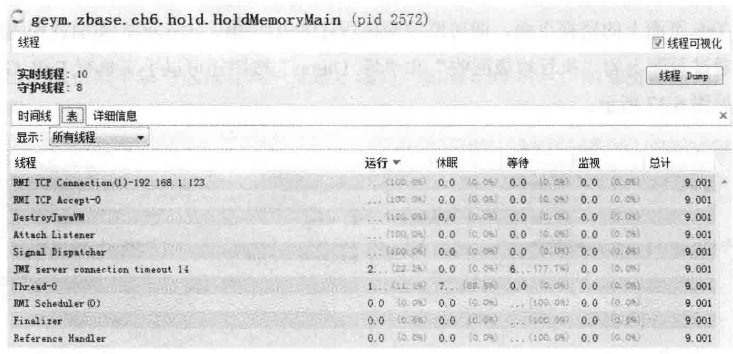 geym.zbase.ch6.hold.HoldMemoryMain (pid 2572)
线程 线程可视化
实时线程: 10
守护线程: 8 线程 Dump
时间线 表 详细信息 ×
显示: 所有线程
线程 运行 休眠 等待 监视 总计
RMI TCP Connection(1)-192.168.1.123 ... (100.0%) 0.0 (0.0%) 0.0 (0.0%) 0.0 (0.0%) 9.001
RMI TCP Accept-0 ... (100.0%) 0.0 (0.0%) 0.0 (0.0%) 0.0 (0.0%) 9.001
DestroyJavaVM ... (100.0%) 0.0 (0.0%) 0.0 (0.0%) 0.0 (0.0%) 9.001
Attach Listener ... (100.0%) 0.0 (0.0%) 0.0 (0.0%) 0.0 (0.0%) 9.001
Signal Dispatcher ... (100.0%) 0.0 (0.0%) 0.0 (0.0%) 0.0 (0.0%) 9.001
JMX server connection timeout 14 2... (22.2%) 0.0 (0.0%) 6... (77.7%) 0.0 (0.0%) 9.001
Thread-0 1... (11.1%) 7... (88.8%) 0.0 (0.0%) 0.0 (0.0%) 9.001
RMI Scheduler(0) 0.0 (0.0%) 0.0 (0.0%) ... (100.0%) 0.0 (0.0%) 9.001
Finalizer 0.0 (0.0%) 0.0 (0.0%) ... (100.0%) 0.0 (0.0%) 9.001
Reference Handler 0.0 (0.0%) 0.0 (0.0%) ... (100.0%) 0.0 (0.0%) 9.001